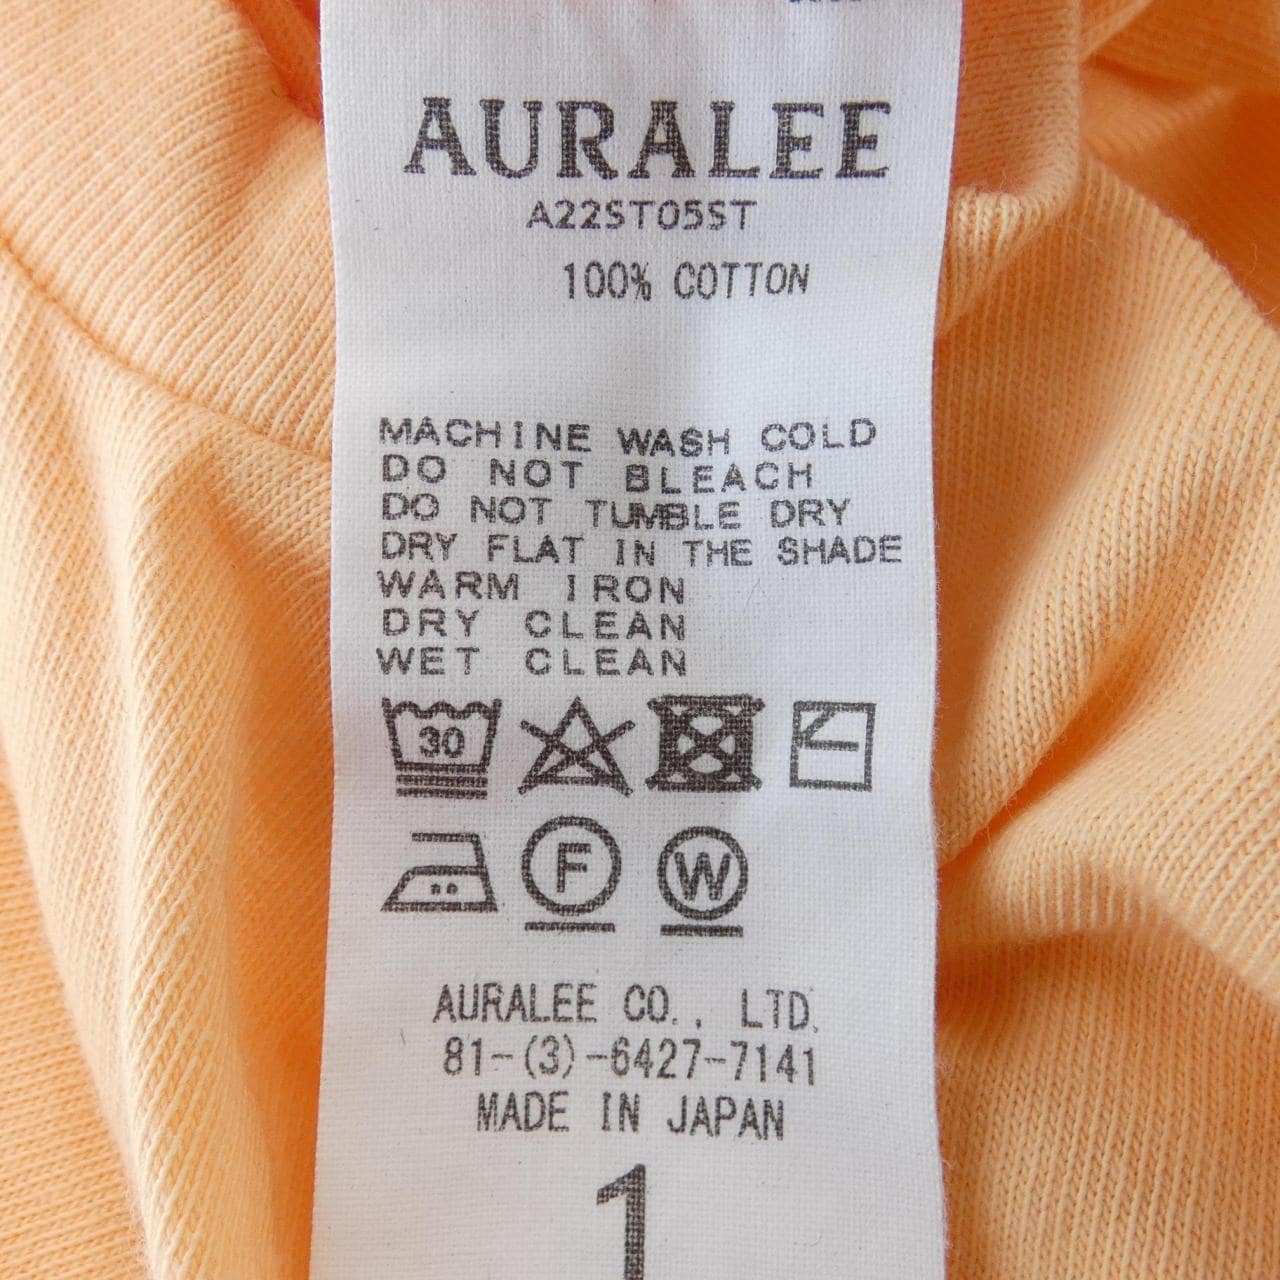 AURALEE
A22ST05ST
100% COTTON
MACHINE WASH COLD
DO NOT BLEACH
DO NOT TUMBLE DRY
DRY FLAT IN THE SHADE
WARM IRON
DRY CLEAN
WET CLEAN
30
F W
AURALEE CO., LTD.
81-(3)-6427-7141
MADE IN JAPAN
1